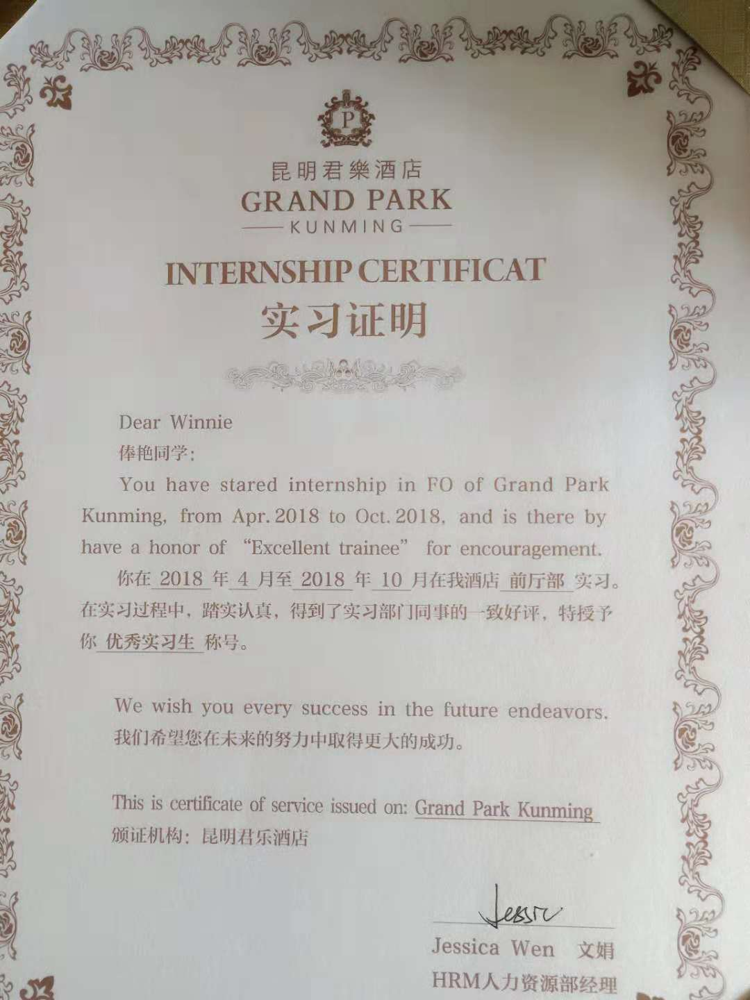 P
昆明君樂酒店
GRAND PARK
KUNMING
INTERNSHIP CERTIFICAT
实习证明
Dear Winnie
俸艳同学：
You have stared internship in FO of Grand Park
Kunming, from Apr. 2018 to Oct. 2018, and is there by
have a honor of “Excellent trainee” for encouragement.
你在 2018 年 4 月至 2018 年 10 月在我酒店 前厅部 实习。
在实习过程中，踏实认真，得到了实习部门同事的一致好评，特授予
你 优秀实习生 称号。
We wish you every success in the future endeavors.
我们希望您在未来的努力中取得更大的成功。
This is certificate of service issued on: Grand Park Kunming
颁证机构：昆明君乐酒店
Jessica Wen 文娟
HRM人力资源部经理